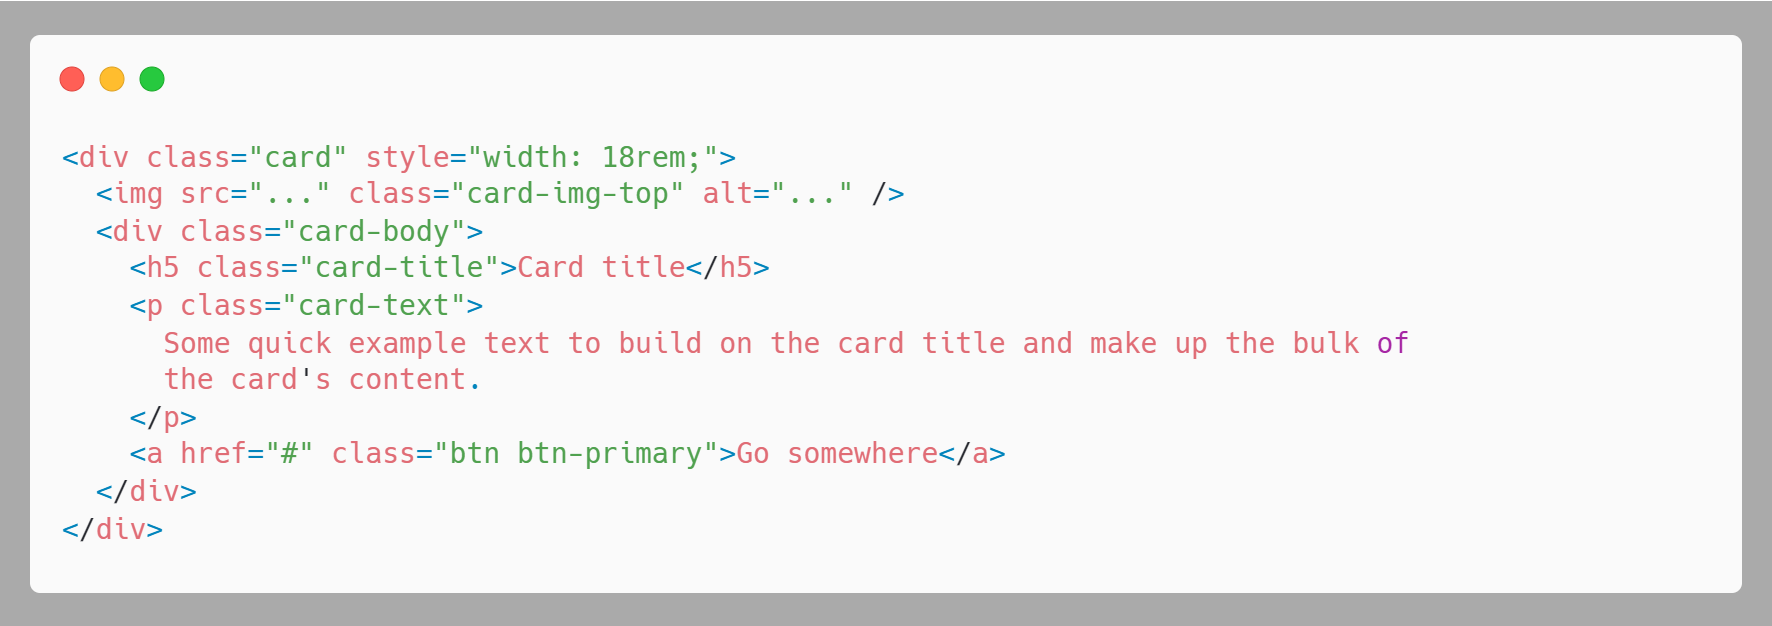 <div class="card" style="width: 18rem;">
  <img src="..." class="card-img-top" alt="..." />
  <div class="card-body">
    <h5 class="card-title">Card title</h5>
    <p class="card-text">
      Some quick example text to build on the card title and make up the bulk of
      the card's content.
    </p>
    <a href="#" class="btn btn-primary">Go somewhere</a>
  </div>
</div>